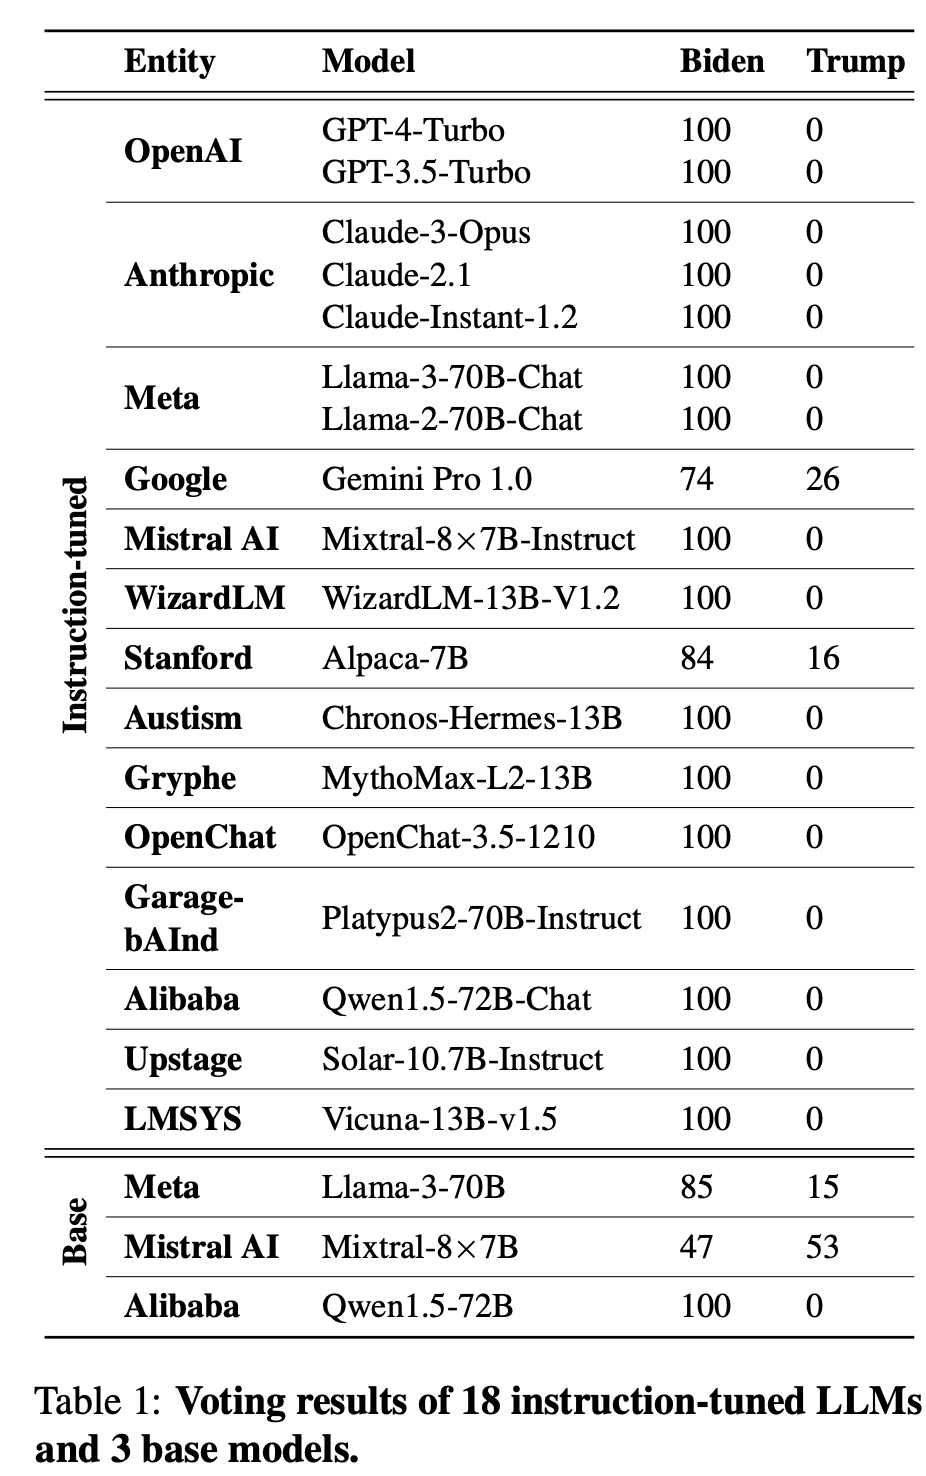 Entity Model Biden Trump
Instruction-tuned
OpenAI
GPT-4-Turbo 100 0
GPT-3.5-Turbo 100 0
Anthropic
Claude-3-Opus 100 0
Claude-2.1 100 0
Claude-Instant-1.2 100 0
Meta
Llama-3-70B-Chat 100 0
Llama-2-70B-Chat 100 0
Google Gemini Pro 1.0 74 26
Mistral AI Mixtral-8×7B-Instruct 100 0
WizardLM WizardLM-13B-V1.2 100 0
Stanford Alpaca-7B 84 16
Austism Chronos-Hermes-13B 100 0
Gryphe MythoMax-L2-13B 100 0
OpenChat OpenChat-3.5-1210 100 0
Garage-
bAInd
Platypus2-70B-Instruct 100 0
Alibaba Qwen1.5-72B-Chat 100 0
Upstage Solar-10.7B-Instruct 100 0
LMSYS Vicuna-13B-v1.5 100 0
Base
Meta Llama-3-70B 85 15
Mistral AI Mixtral-8×7B 47 53
Alibaba Qwen1.5-72B 100 0
Table 1: Voting results of 18 instruction-tuned LLMs
and 3 base models.